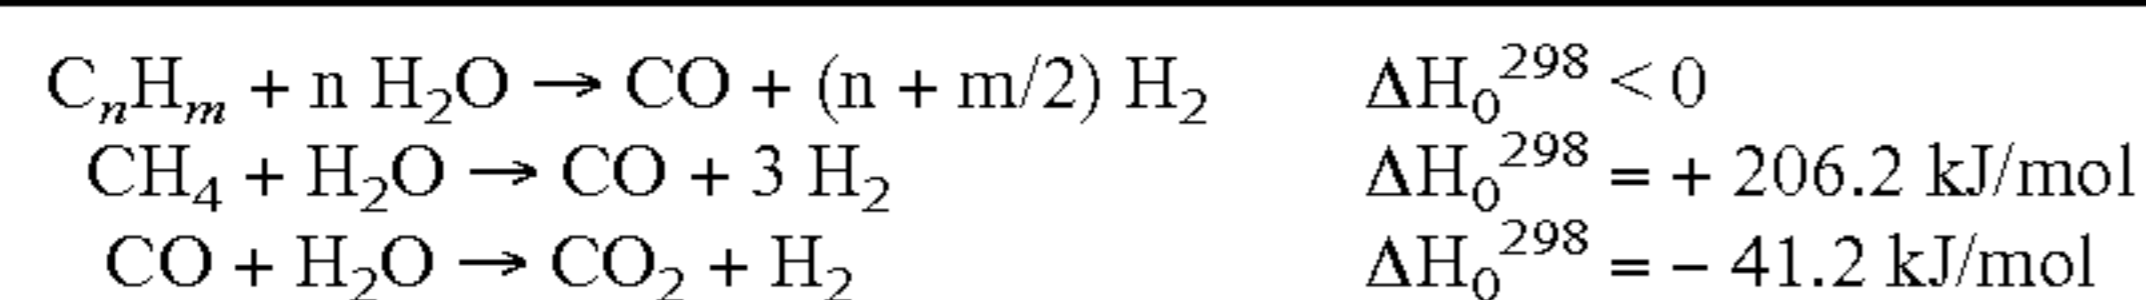 CₙHₘ + n H₂O → CO + (n + m/2) H₂ ΔH₀²⁹⁸ < 0
CH₄ + H₂O → CO + 3 H₂ ΔH₀²⁹⁸ = + 206.2 kJ/mol
CO + H₂O → CO₂ + H₂ ΔH₀²⁹⁸ = − 41.2 kJ/mol